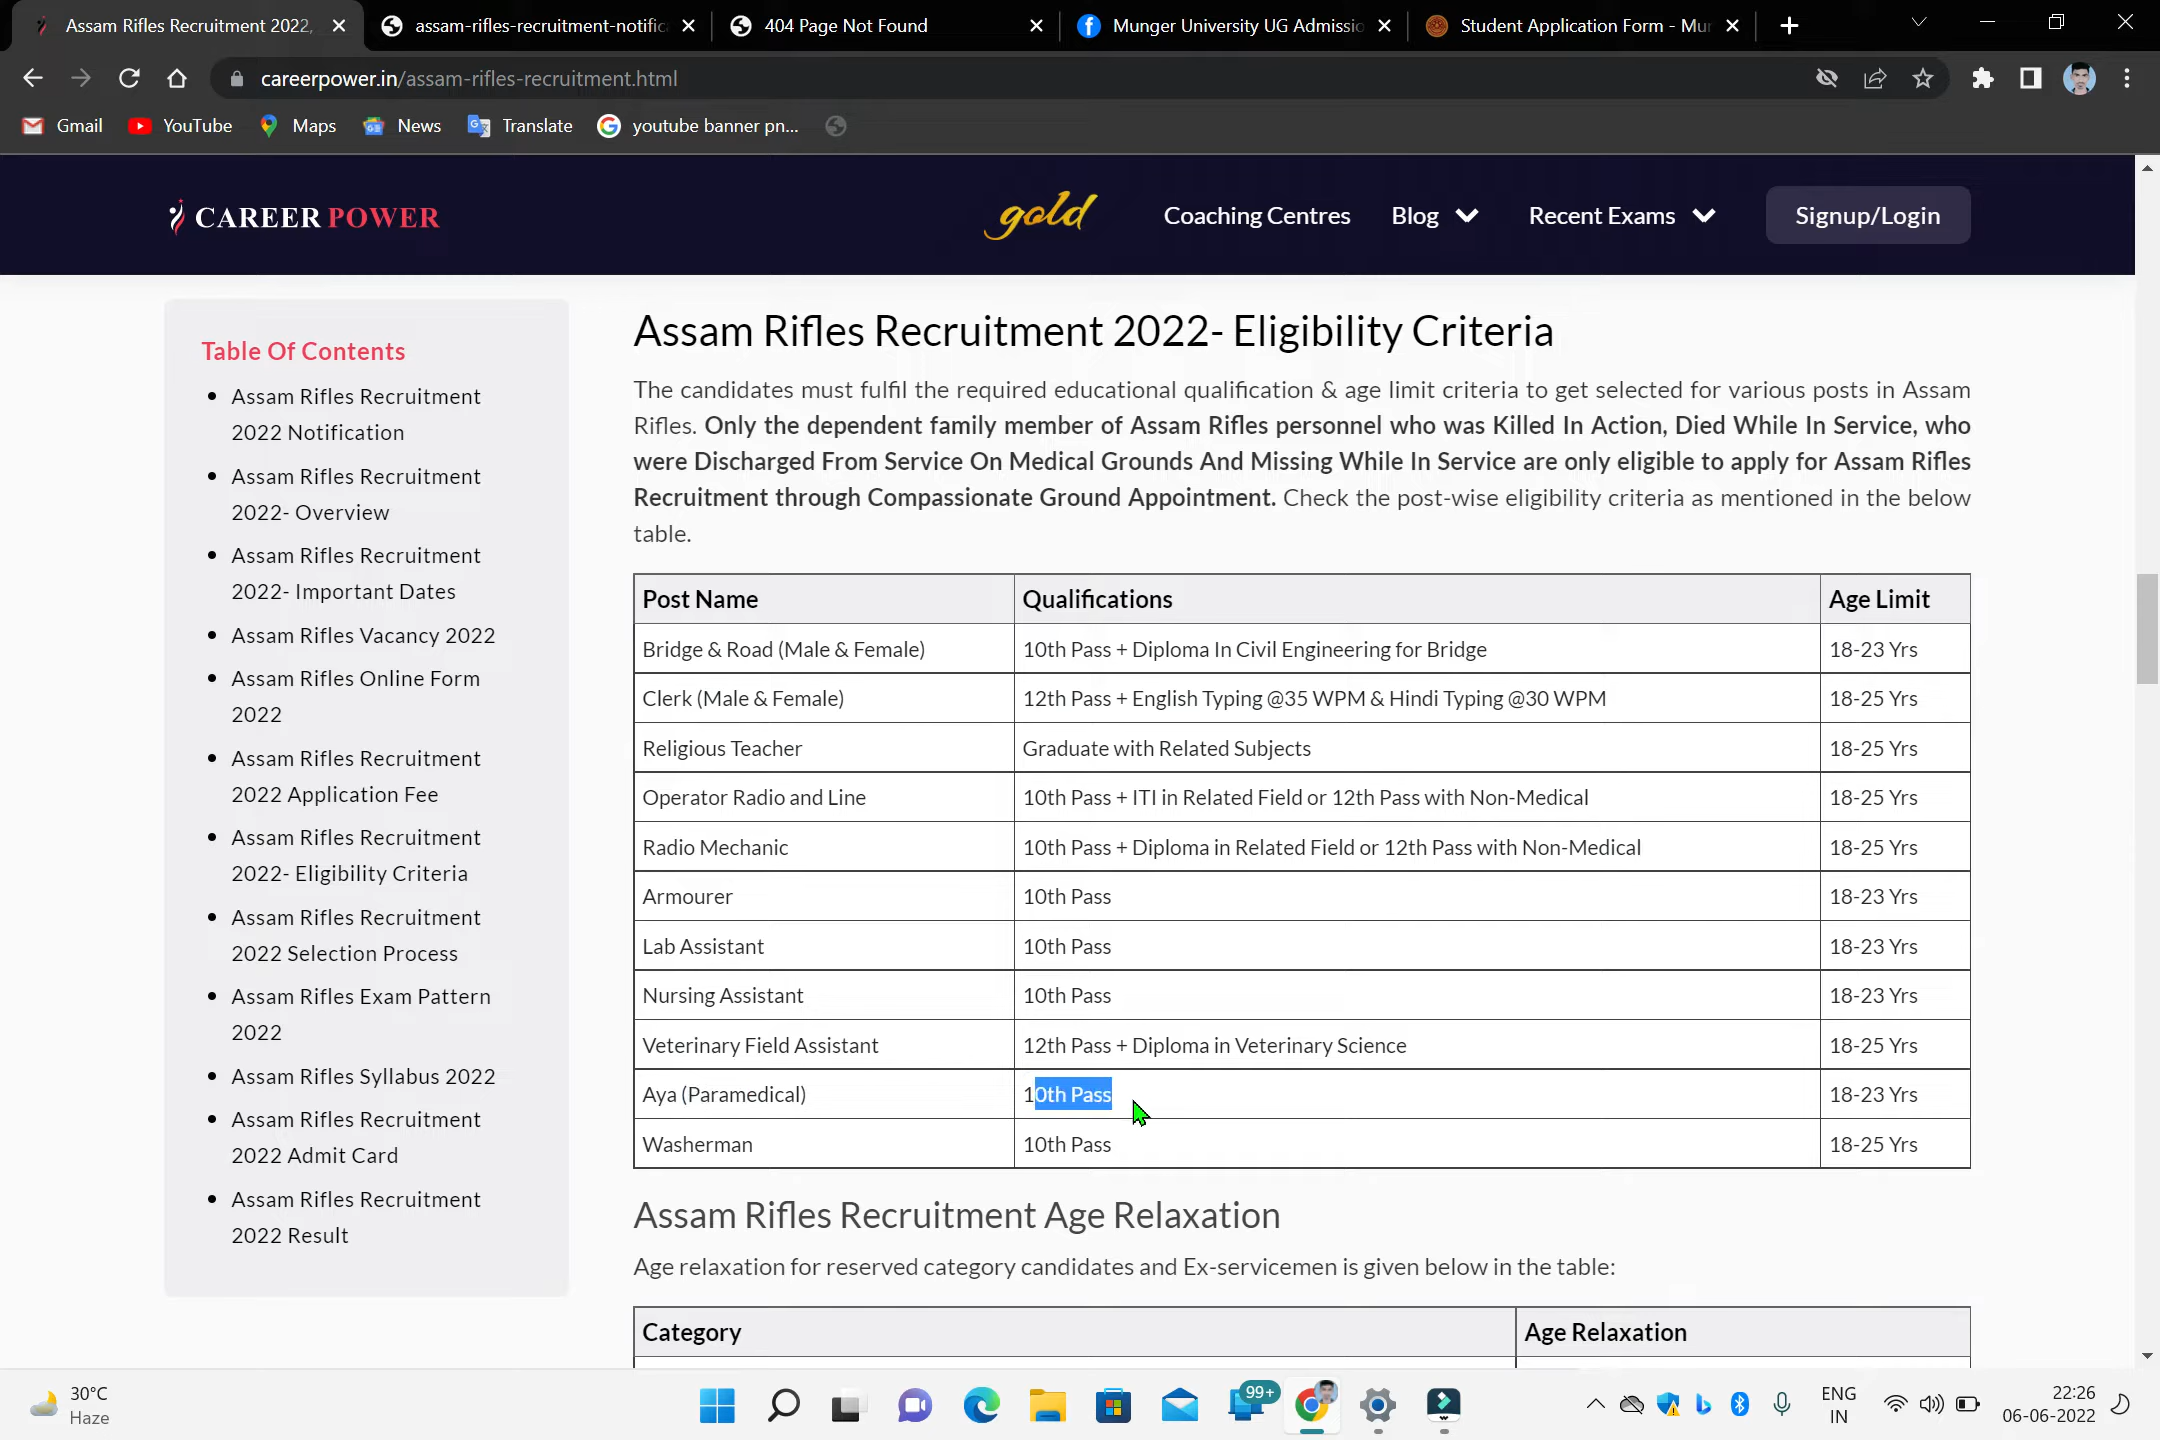 Assam Rifles Recruitment 2022,
assam-rifles-recruitment-notific
404 Page Not Found
Munger University UG Admissio
Student Application Form - Mu
careerpower.in/assam-rifles-recruitment.html
Gmail
YouTube
Maps
News
Translate
youtube banner pn...
CAREER POWER
gold
Coaching Centres
Blog
Recent Exams
Signup/Login
Table Of Contents
Assam Rifles Recruitment
2022 Notification
Assam Rifles Recruitment
2022- Overview
Assam Rifles Recruitment
2022- Important Dates
Assam Rifles Vacancy 2022
Assam Rifles Online Form
2022
Assam Rifles Recruitment
2022 Application Fee
Assam Rifles Recruitment
2022- Eligibility Criteria
Assam Rifles Recruitment
2022 Selection Process
Assam Rifles Exam Pattern
2022
Assam Rifles Syllabus 2022
Assam Rifles Recruitment
2022 Admit Card
Assam Rifles Recruitment
2022 Result
Assam Rifles Recruitment 2022- Eligibility Criteria
The candidates must fulfil the required educational qualification & age limit criteria to get selected for various posts in Assam
Rifles. Only the dependent family member of Assam Rifles personnel who was Killed In Action, Died While In Service, who
were Discharged From Service On Medical Grounds And Missing While In Service are only eligible to apply for Assam Rifles
Recruitment through Compassionate Ground Appointment. Check the post-wise eligibility criteria as mentioned in the below
table.
Post Name Qualifications Age Limit
Bridge & Road (Male & Female) 10th Pass + Diploma In Civil Engineering for Bridge 18-23 Yrs
Clerk (Male & Female) 12th Pass + English Typing @35 WPM & Hindi Typing @30 WPM 18-25 Yrs
Religious Teacher Graduate with Related Subjects 18-25 Yrs
Operator Radio and Line 10th Pass + ITI in Related Field or 12th Pass with Non-Medical 18-25 Yrs
Radio Mechanic 10th Pass + Diploma in Related Field or 12th Pass with Non-Medical 18-25 Yrs
Armourer 10th Pass 18-23 Yrs
Lab Assistant 10th Pass 18-23 Yrs
Nursing Assistant 10th Pass 18-23 Yrs
Veterinary Field Assistant 12th Pass + Diploma in Veterinary Science 18-25 Yrs
Aya (Paramedical) 10th Pass 18-23 Yrs
Washerman 10th Pass 18-25 Yrs
Assam Rifles Recruitment Age Relaxation
Age relaxation for reserved category candidates and Ex-servicemen is given below in the table:
Category Age Relaxation
30°C
Haze
99+
ENG
IN
22:26
06-06-2022